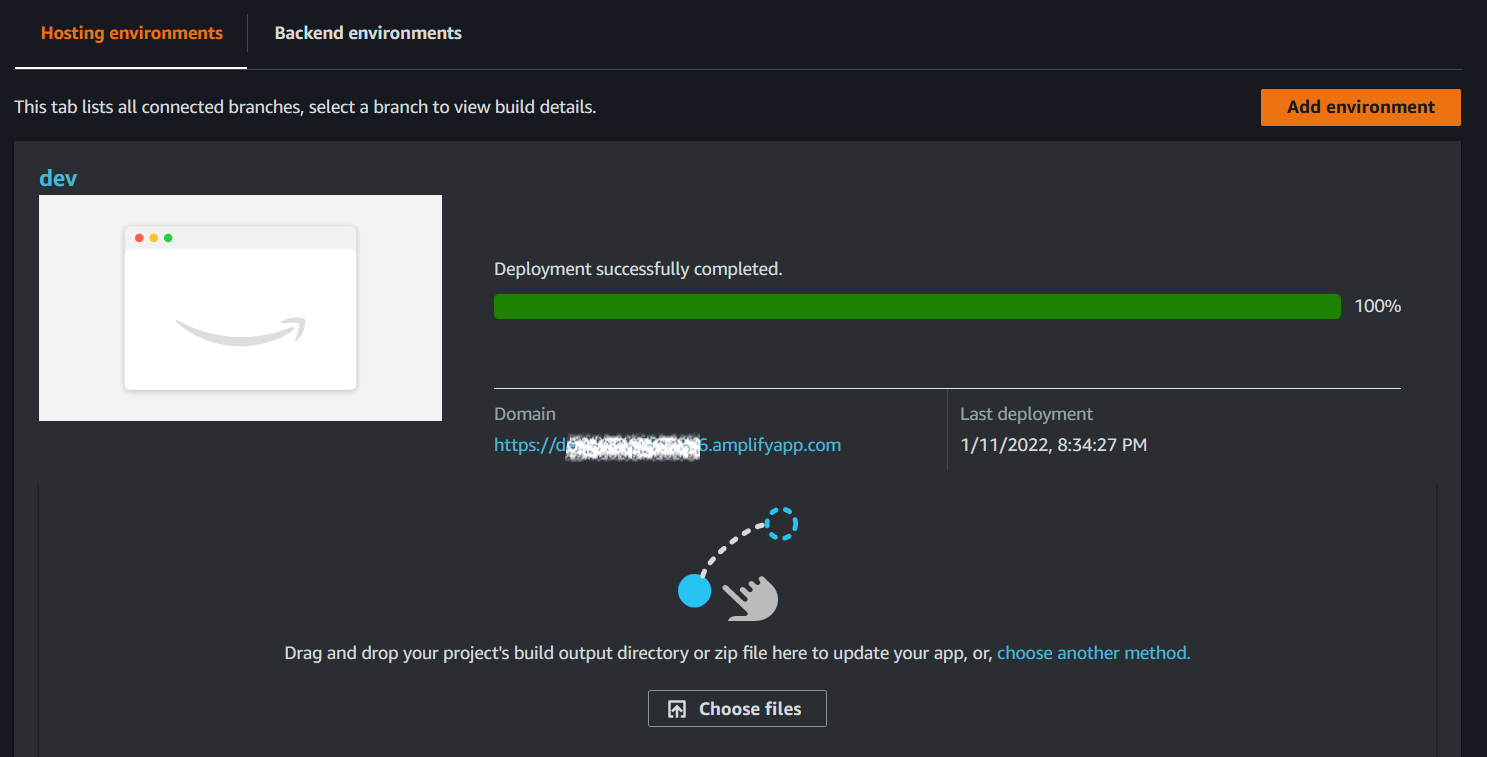 Hosting environments
Backend environments
This tab lists all connected branches, select a branch to view build details.
Add environment
dev
Deployment successfully completed.
100%
Domain
https://d 6.amplifyapp.com
Last deployment
1/11/2022, 8:34:27 PM
Drag and drop your project's build output directory or zip file here to update your app, or, choose another method.
Choose files